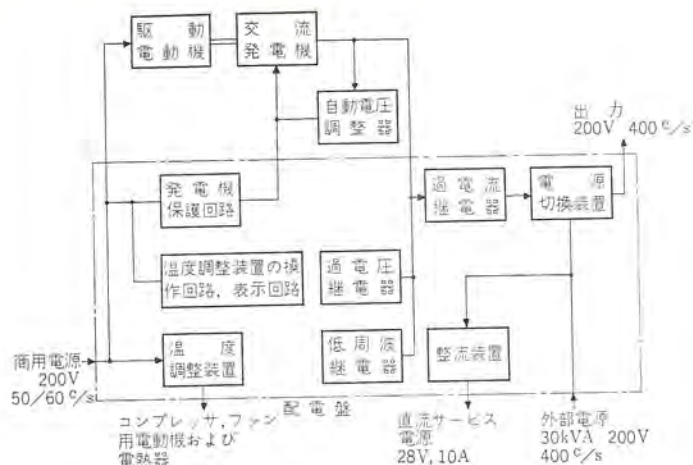 駆動
電動機
交流
発電機
自動電圧
調整器
出力
200V 400 c/s
発電機
保護回路
過電流
継電器
電源
切換装置
温度調整装置の操
作回路，表示回路
過電圧
継電器
商用電源
200V
50/60 c/s
温度
調整装置
低周波
継電器
整流装置
配電盤
コンプレッサ，ファン
用電動機および
電熱器
直流サービス
電源
28V, 10A
外部電源
30kVA 200V
400 c/s